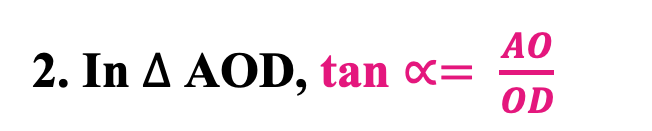 2. In Δ AOD, tan ∝= AO/OD